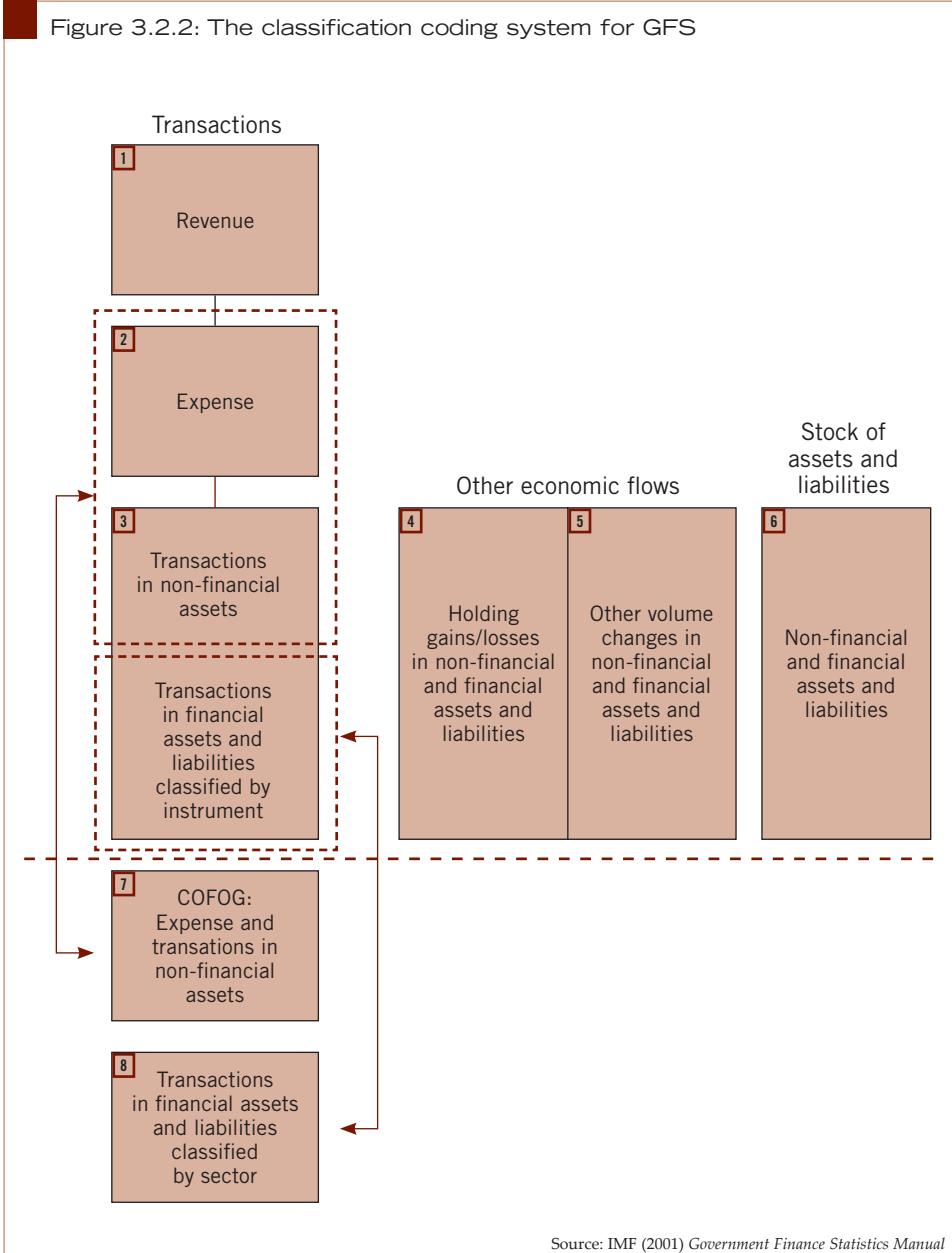 Figure 3.2.2: The classification coding system for GFS
Transactions
1
Revenue
2
Expense
3
Transactions
in non-financial
assets
Transactions
in financial
assets and
liabilities
classified by
instrument
Other economic flows
4
Holding
gains/losses
in non-financial
and financial
assets and
liabilities
5
Other volume
changes in
non-financial
and financial
assets and
liabilities
Stock of
assets and
liabilities
6
Non-financial
and financial
assets and
liabilities
7
COFOG:
Expense and
transations in
non-financial
assets
8
Transactions
in financial assets
and liabilities
classified
by sector
Source: IMF (2001) Government Finance Statistics Manual